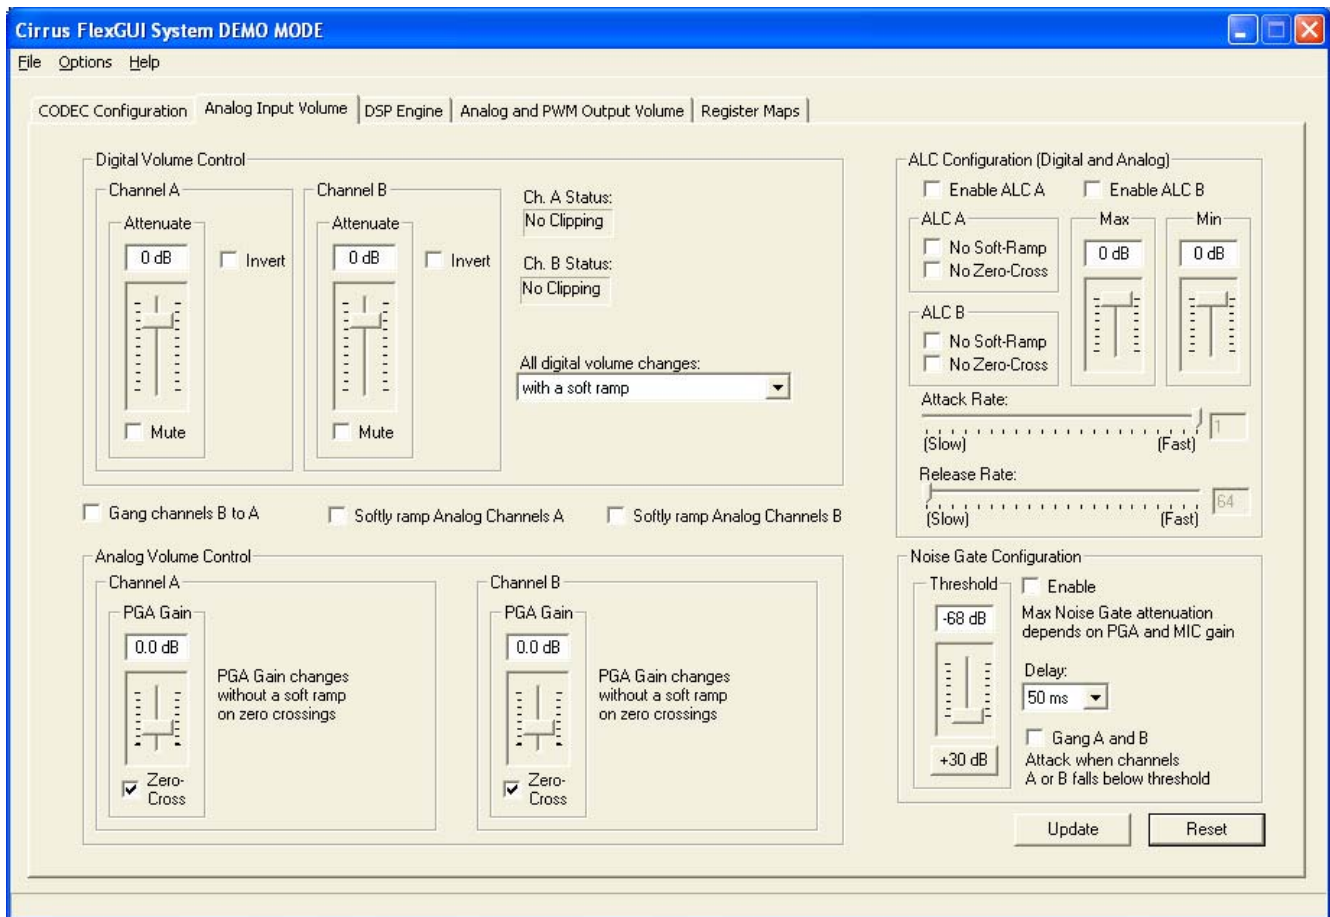 Cirrus FlexGUI System DEMO MODE
File Options Help
CODEC Configuration
Analog Input Volume
DSP Engine
Analog and PWM Output Volume
Register Maps
Digital Volume Control
Channel A
Attenuate
0 dB
Invert
Mute
Channel B
Attenuate
0 dB
Invert
Mute
Ch. A Status:
No Clipping
Ch. B Status:
No Clipping
All digital volume changes:
with a soft ramp
Gang channels B to A
Softly ramp Analog Channels A
Softly ramp Analog Channels B
Analog Volume Control
Channel A
PGA Gain
0.0 dB
Zero-
Cross
PGA Gain changes
without a soft ramp
on zero crossings
Channel B
PGA Gain
0.0 dB
Zero-
Cross
PGA Gain changes
without a soft ramp
on zero crossings
ALC Configuration (Digital and Analog)
Enable ALC A
Enable ALC B
ALC A
No Soft-Ramp
No Zero-Cross
ALC B
No Soft-Ramp
No Zero-Cross
Max
0 dB
Min
0 dB
Attack Rate:
1
(Slow)
(Fast)
Release Rate:
64
(Slow)
(Fast)
Noise Gate Configuration
Threshold
-68 dB
+30 dB
Enable
Max Noise Gate attenuation
depends on PGA and MIC gain
Delay:
50 ms
Gang A and B
Attack when channels
A or B falls below threshold
Update
Reset